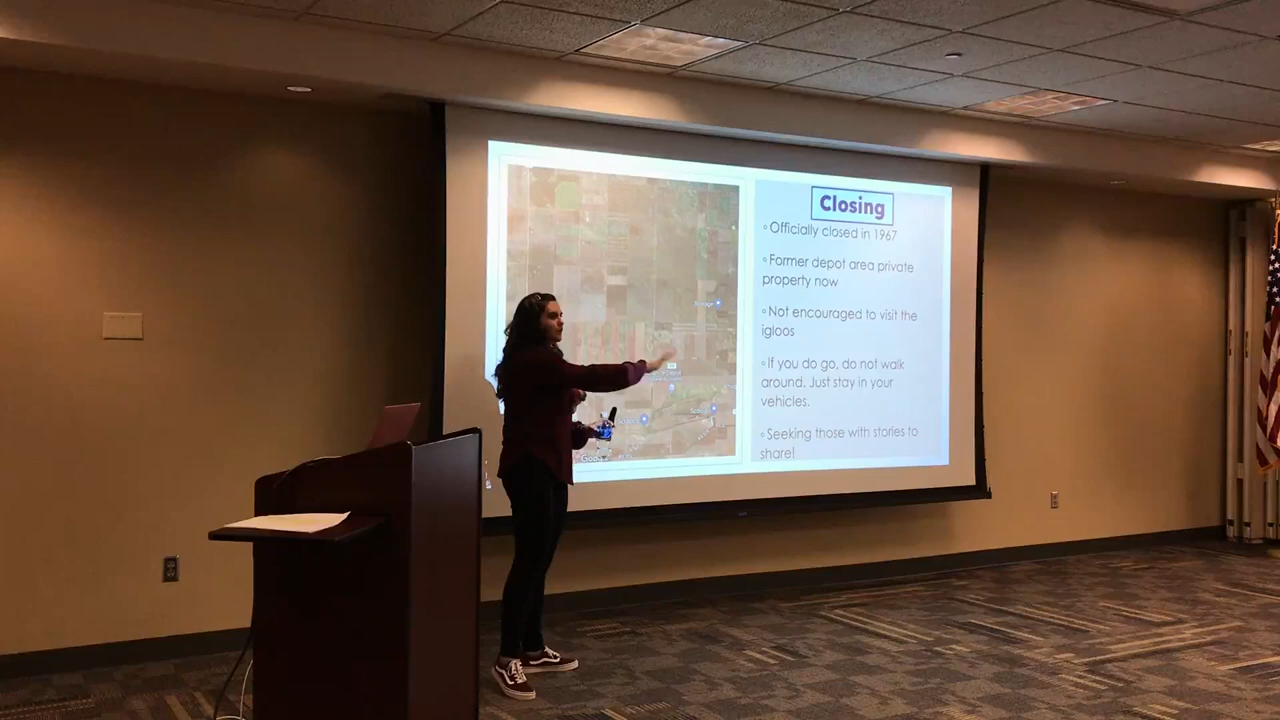 Closing
▫Officially closed in 1967
▫Former depot area private
property now
▫Not encouraged to visit the
igloos
▫If you do go, do not walk
around. Just stay in your
vehicles.
▫Seeking those with stories to
share!